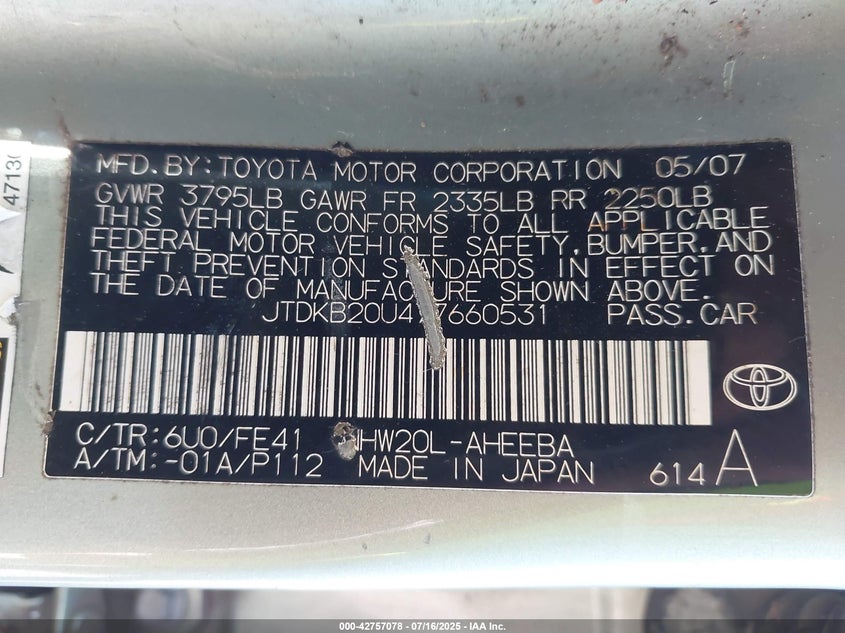 MFD.BY:TOYOTA MOTOR CORPORATION 05/07
GVWR 3795LB GAWR FR 2335LB RR 2250LB
THIS VEHICLE CONFORMS TO ALL APPLICABLE
FEDERAL MOTOR VEHICLE SAFETY,BUMPER,AND
THEFT PREVENTION STANDARDS IN EFFECT ON
THE DATE OF MANUFACTURE SHOWN ABOVE.
JTDKB20U477660531 PASS.CAR
C/TR:6U0/FE41 NHW20L-AHEEBA
A/TM:-01A/P112 MADE IN JAPAN 614 A
000-42757078 - 07/16/2025 - IAA Inc.